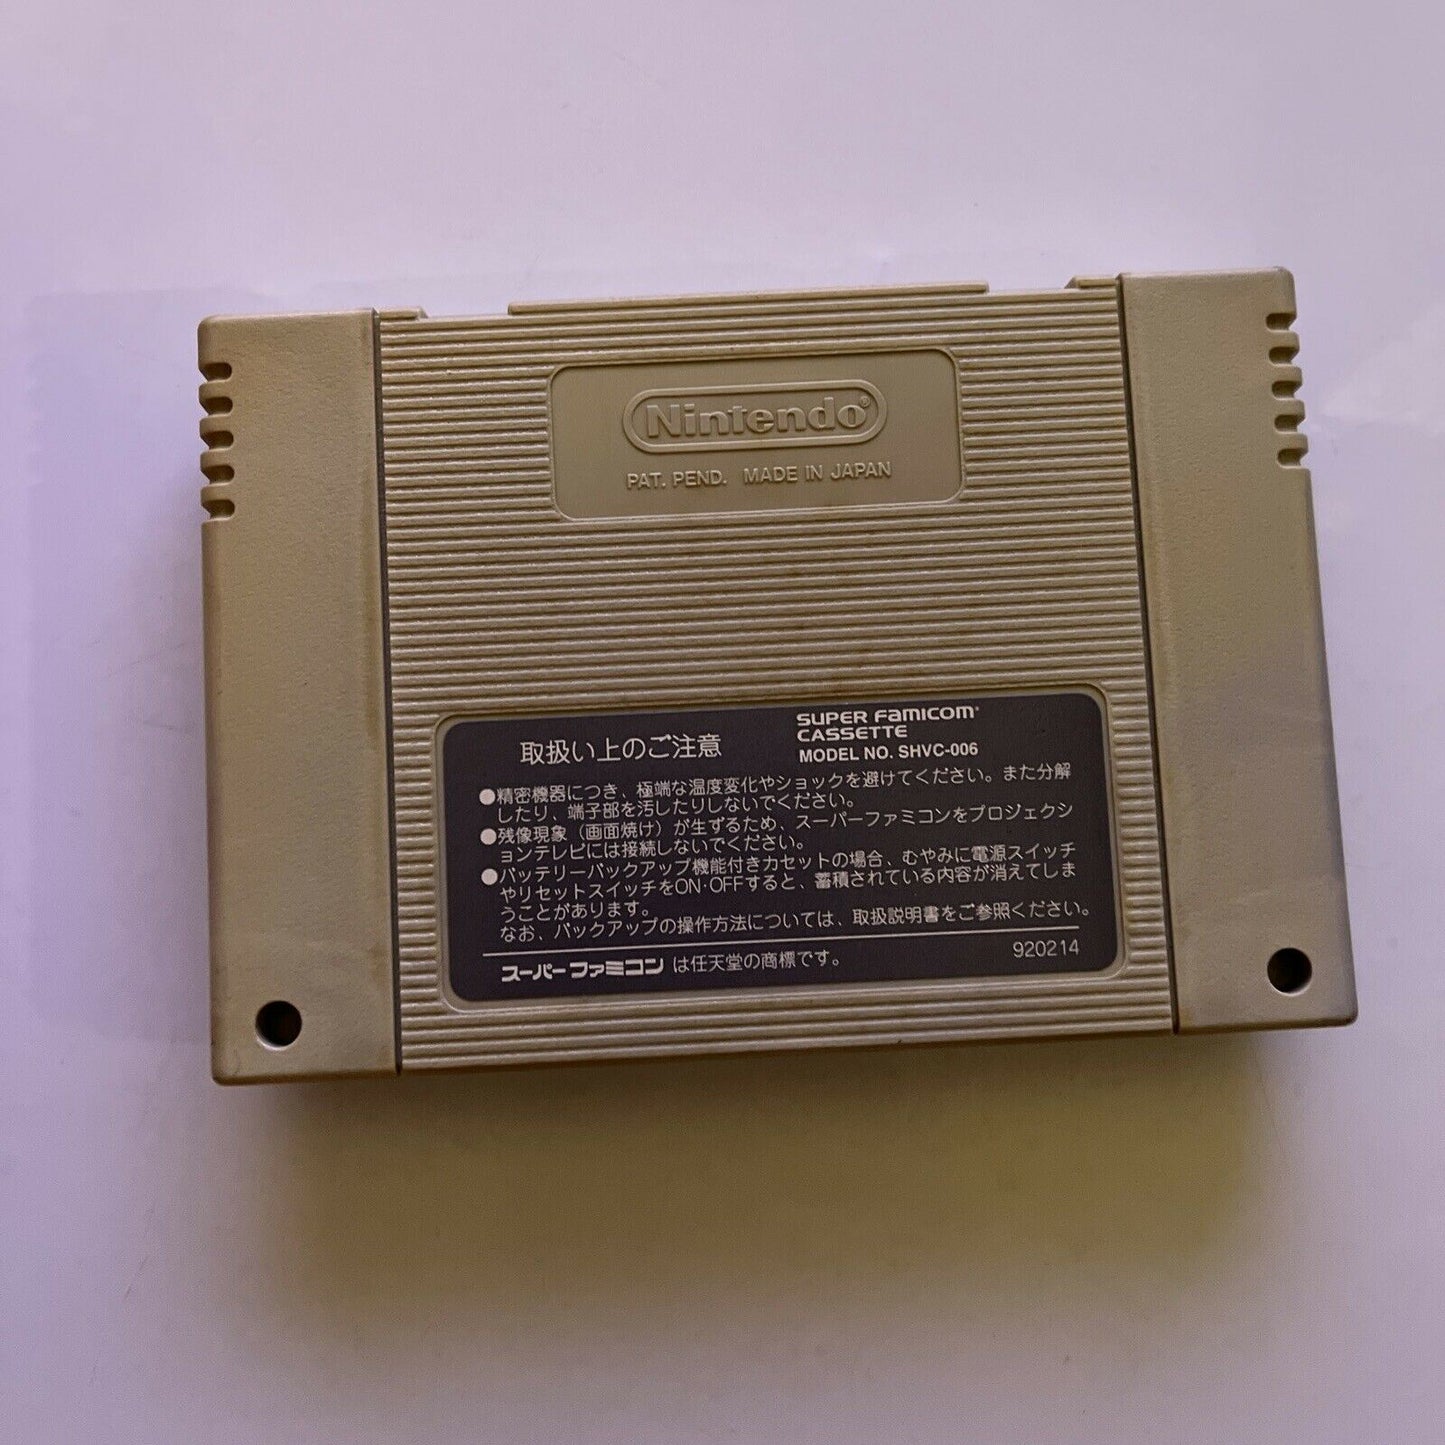 Nintendo®
PAT. PEND. MADE IN JAPAN
取扱い上のご注意
SUPER FAMICOM®
CASSETTE
MODEL NO. SHVC-006
●精密機器につき、極端な温度変化やショックを避けてください。また分解
したり、端子部を汚したりしないでください。
●残像現象（画面焼け）が生ずるため、スーパーファミコンをプロジェクシ
ョンテレビには接続しないでください。
●バッテリーバックアップ機能付きカセットの場合、むやみに電源スイッチ
やリセットスイッチをON・OFFすると、蓄積されている内容が消えてしま
うことがあります。
なお、バックアップの操作方法については、取扱説明書をご参照ください。
スーパーファミコンは任天堂の商標です。
920214